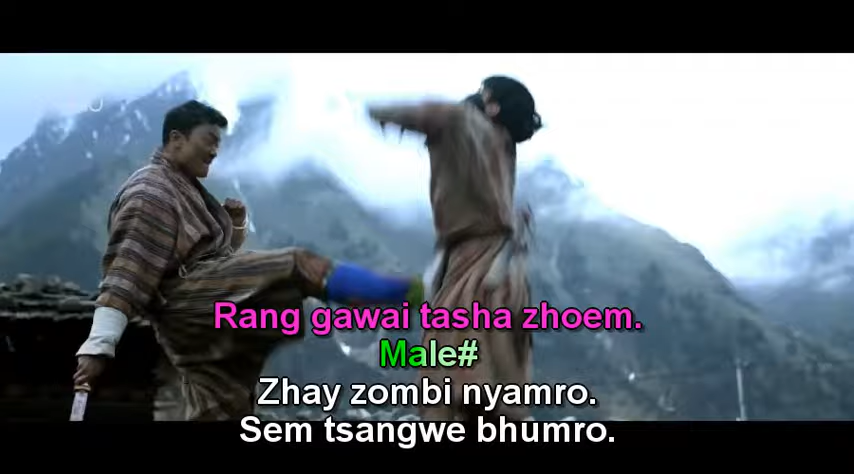 Rang gawai tasha zhoem.
Male#
Zhay zombi nyamro.
Sem tsangwe bhumro.